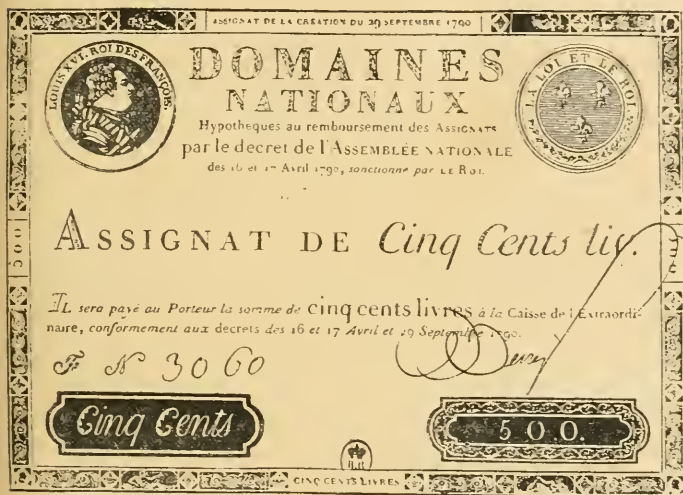 ASSIGNAT DE LA CRÉATION DU 29 SEPTEMBRE 1790
LOUIS XVI. ROI DES FRANÇOIS
DOMAINES
NATIONAUX
LA LOI ET LE ROI
Hypotheques au remboursement des ASSIGNATS
par le decret de l'ASSEMBLÉE NATIONALE
des 16 et 17 Avril 1790, sanctionné par LE ROI.
500
ASSIGNAT DE Cinq Cents liv.
IL sera payé au Porteur la somme de cinq cents livres à la Caisse de l'Extraordi-
naire, conformement aux decrets des 16 et 17 Avril et 29 Septembre 1790.
F N 3060
Cinq Cents
500.
CINQ CENTS LIVRES